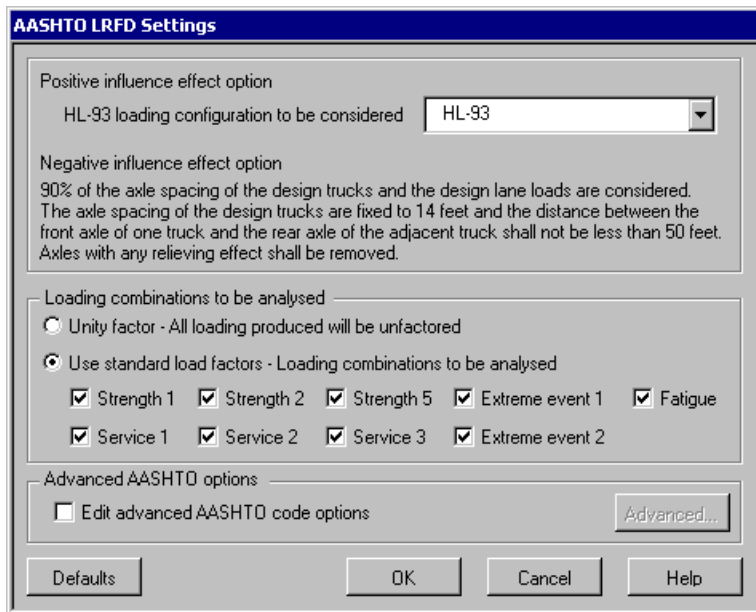 AASHTO LRFD Settings
Positive influence effect option
HL-93 loading configuration to be considered HL-93
Negative influence effect option
90% of the axle spacing of the design trucks and the design lane loads are considered.
The axle spacing of the design trucks are fixed to 14 feet and the distance between the
front axle of one truck and the rear axle of the adjacent truck shall not be less than 50 feet.
Axles with any relieving effect shall be removed.
Loading combinations to be analysed
Unity factor - All loading produced will be unfactored
Use standard load factors - Loading combinations to be analysed
Strength 1 Strength 2 Strength 5 Extreme event 1 Fatigue
Service 1 Service 2 Service 3 Extreme event 2
Advanced AASHTO options
Edit advanced AASHTO code options Advanced...
Defaults OK Cancel Help